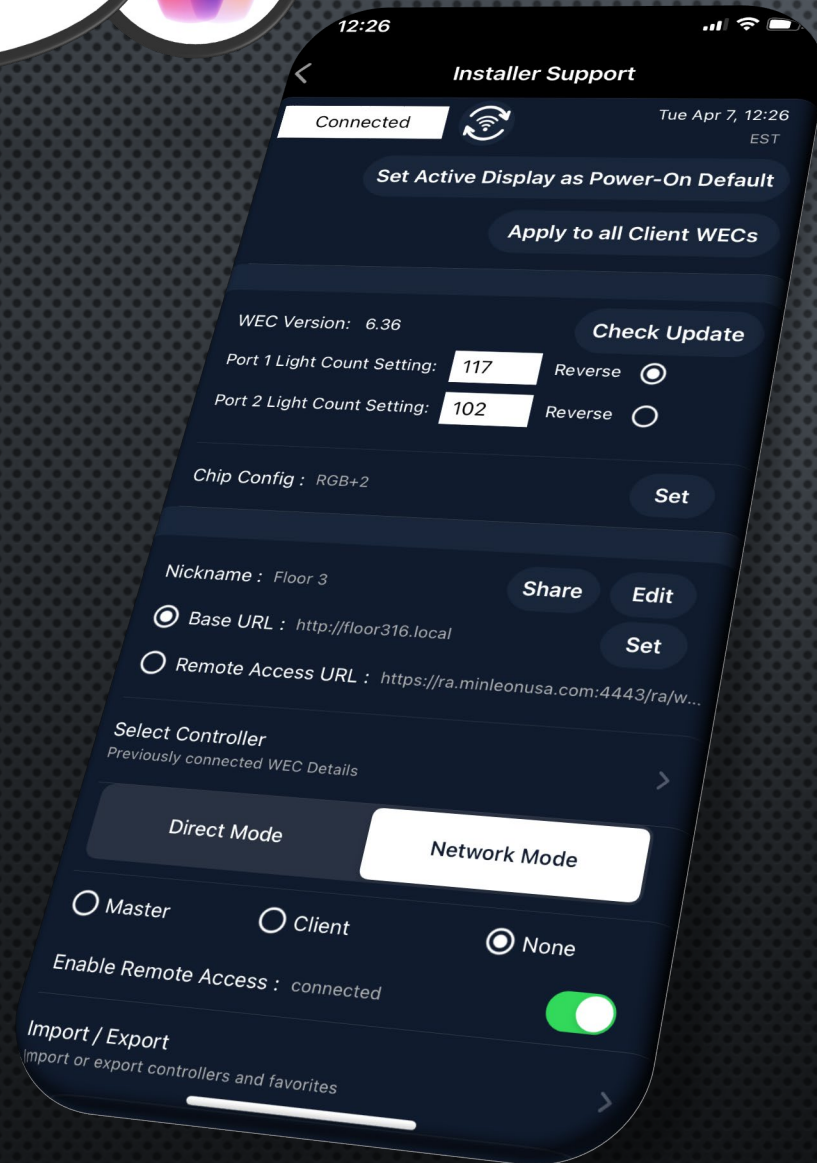 12:26
Installer Support
Connected
Tue Apr 7, 12:26
EST
Set Active Display as Power-On Default
Apply to all Client WECs
WEC Version: 6.36
Check Update
Port 1 Light Count Setting: 117 Reverse
Port 2 Light Count Setting: 102 Reverse
Chip Config : RGB+2
Set
Nickname : Floor 3
Share
Edit
Base URL : http://floor316.local
Set
Remote Access URL : https://ra.minleonusa.com:4443/ra/w...
Select Controller
Previously connected WEC Details
Direct Mode
Network Mode
Master
Client
None
Enable Remote Access : connected
Import / Export
Import or export controllers and favorites